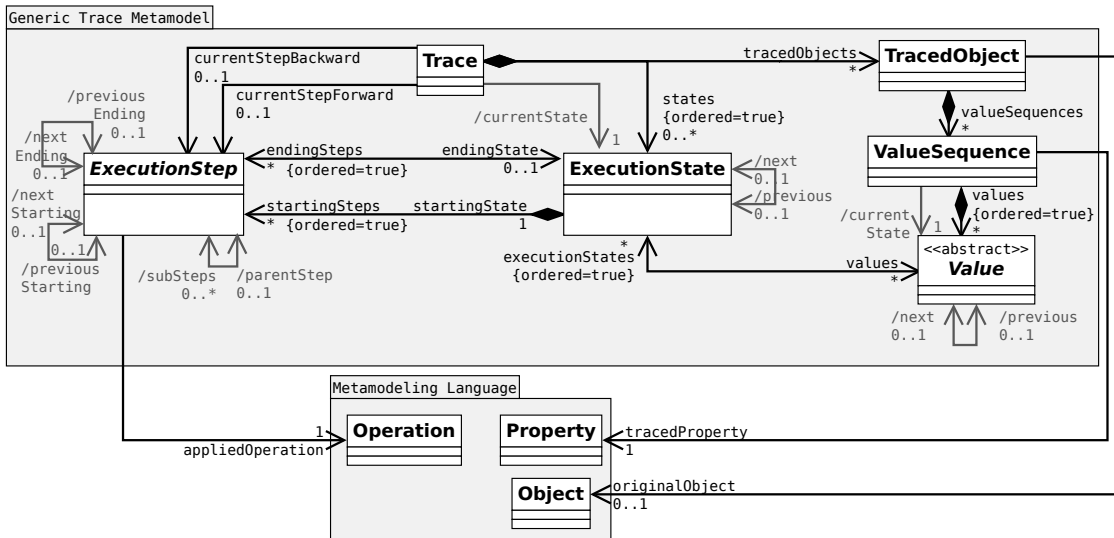 Generic Trace Metamodel
Trace
currentStepBackward
0..1
currentStepForward
0..1
tracedObjects
*
TracedObject
states
{ordered=true}
0..*
/currentState
1
valueSequences
*
/previous
Ending
0..1
/next
Ending
0..1
ExecutionStep
endingSteps
* {ordered=true}
endingState
0..1
ExecutionState
/next
0..1
/previous
0..1
ValueSequence
/next
Starting
0..1
0..1
/previous
Starting
startingSteps
* {ordered=true}
startingState
1
/current
State
1
values
{ordered=true}
*
/subSteps
0..*
/parentStep
0..1
*
executionStates
{ordered=true}
values
*
<<abstract>>
Value
/next
0..1
/previous
0..1
Metamodeling Language
1
appliedOperation
Operation
Property
tracedProperty
1
Object
originalObject
0..1